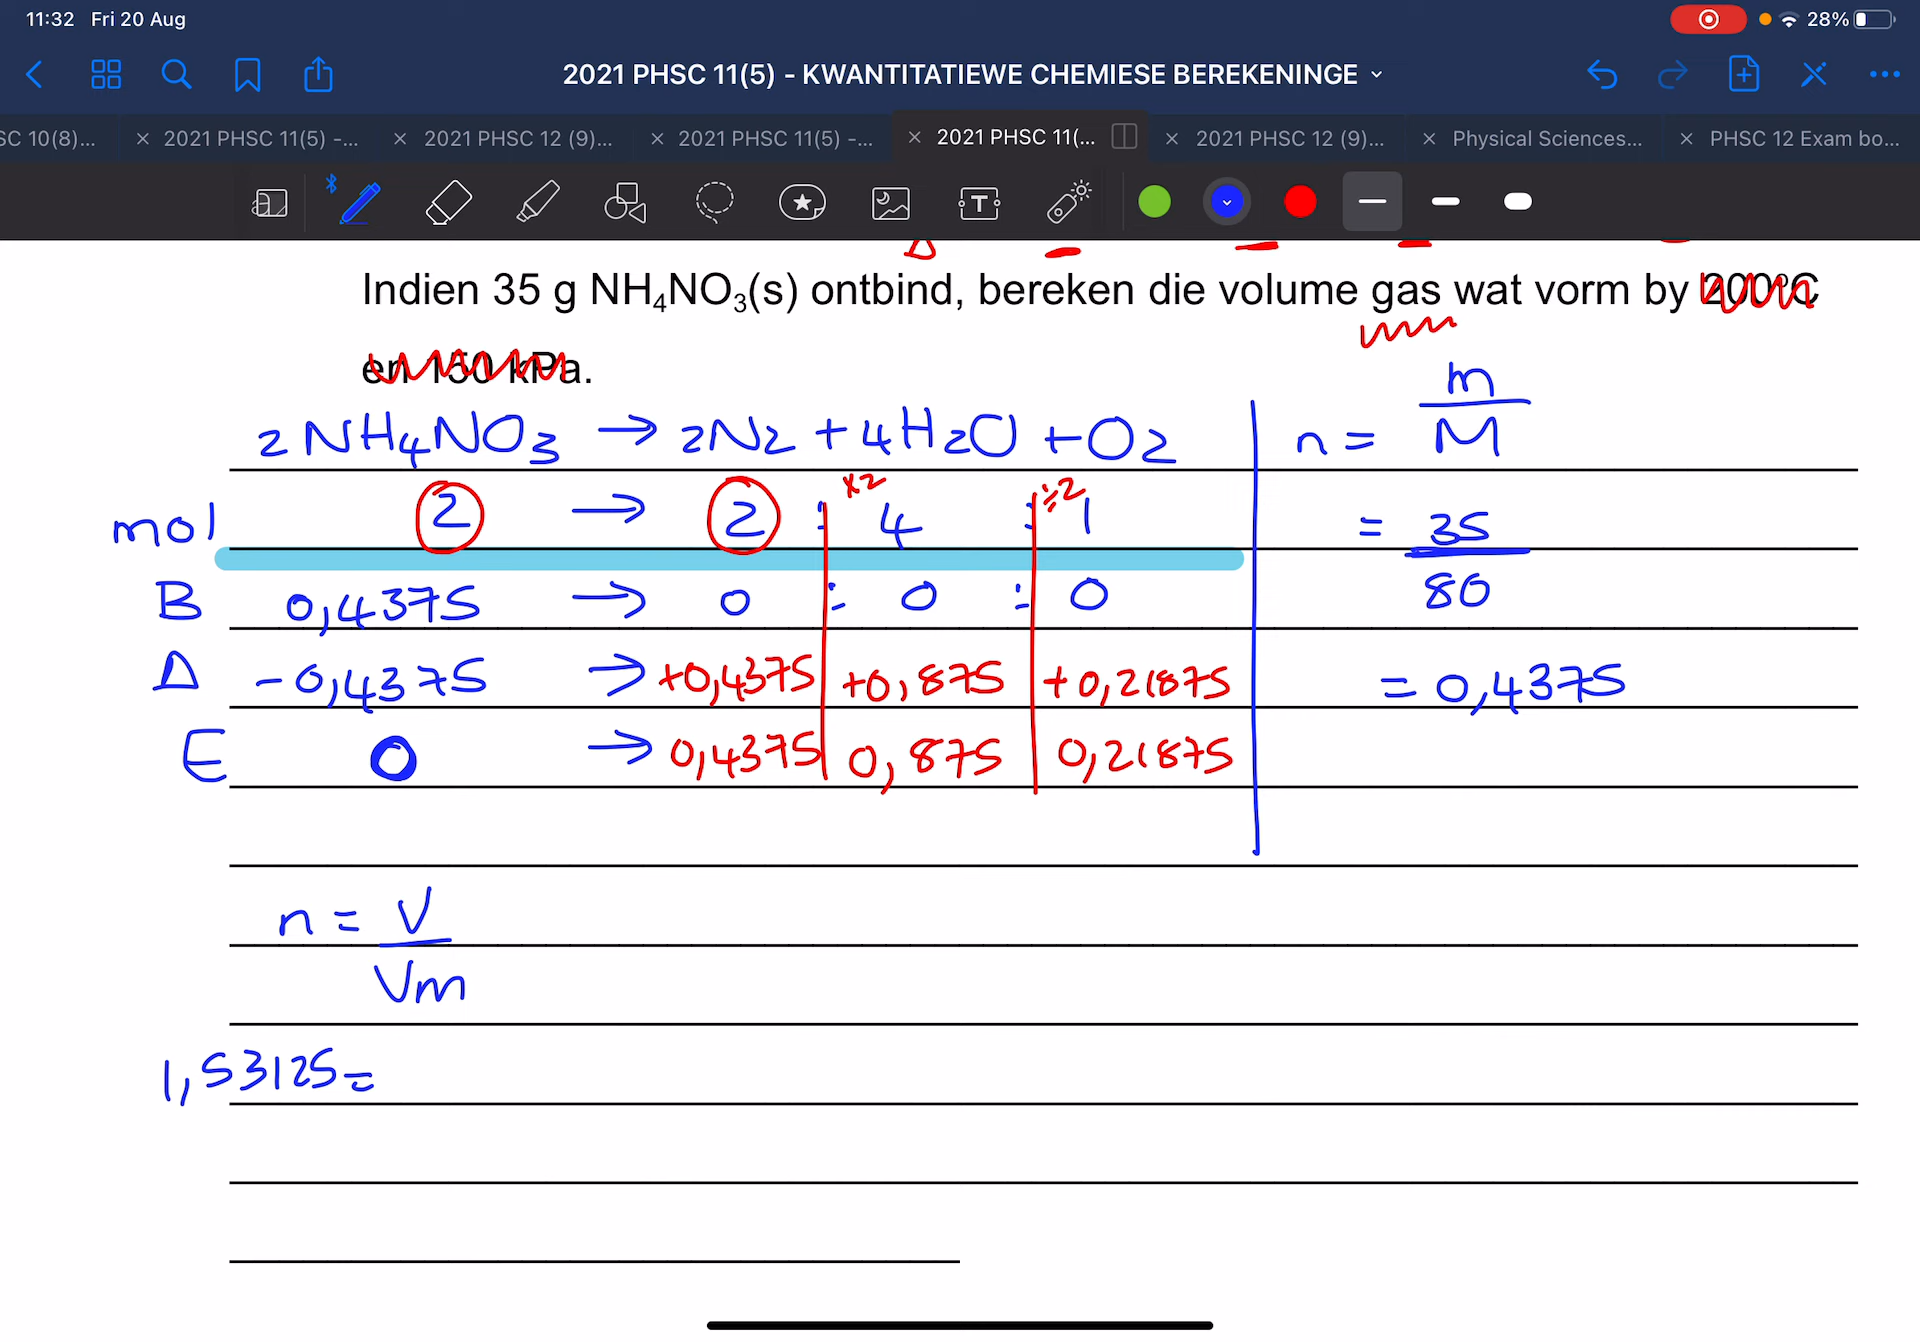 11:32 Fri 20 Aug 28%
2021 PHSC 11(5) - KWANTITATIEWE CHEMIESE BEREKENINGE
SC 10(8)... × 2021 PHSC 11(5) -... × 2021 PHSC 12 (9)... × 2021 PHSC 11(5) -... × 2021 PHSC 11(... × 2021 PHSC 12 (9)... × Physical Sciences... × PHSC 12 Exam bo...
Indien 35 g NH₄NO₃(s) ontbind, bereken die volume gas wat vorm by 200°C
en 150 kPa.
2NH4NO3 → 2N2 + 4H2O + O2
n = m/M
×2 ÷2
mol 2 → 2 : 4 : 1
= 35/80
B 0,4375 → 0 : 0 : 0
Δ -0,4375 → +0,4375 +0,875 +0,21875
= 0,4375
E 0 → 0,4375 0,875 0,21875
n = V/Vm
1,53125=